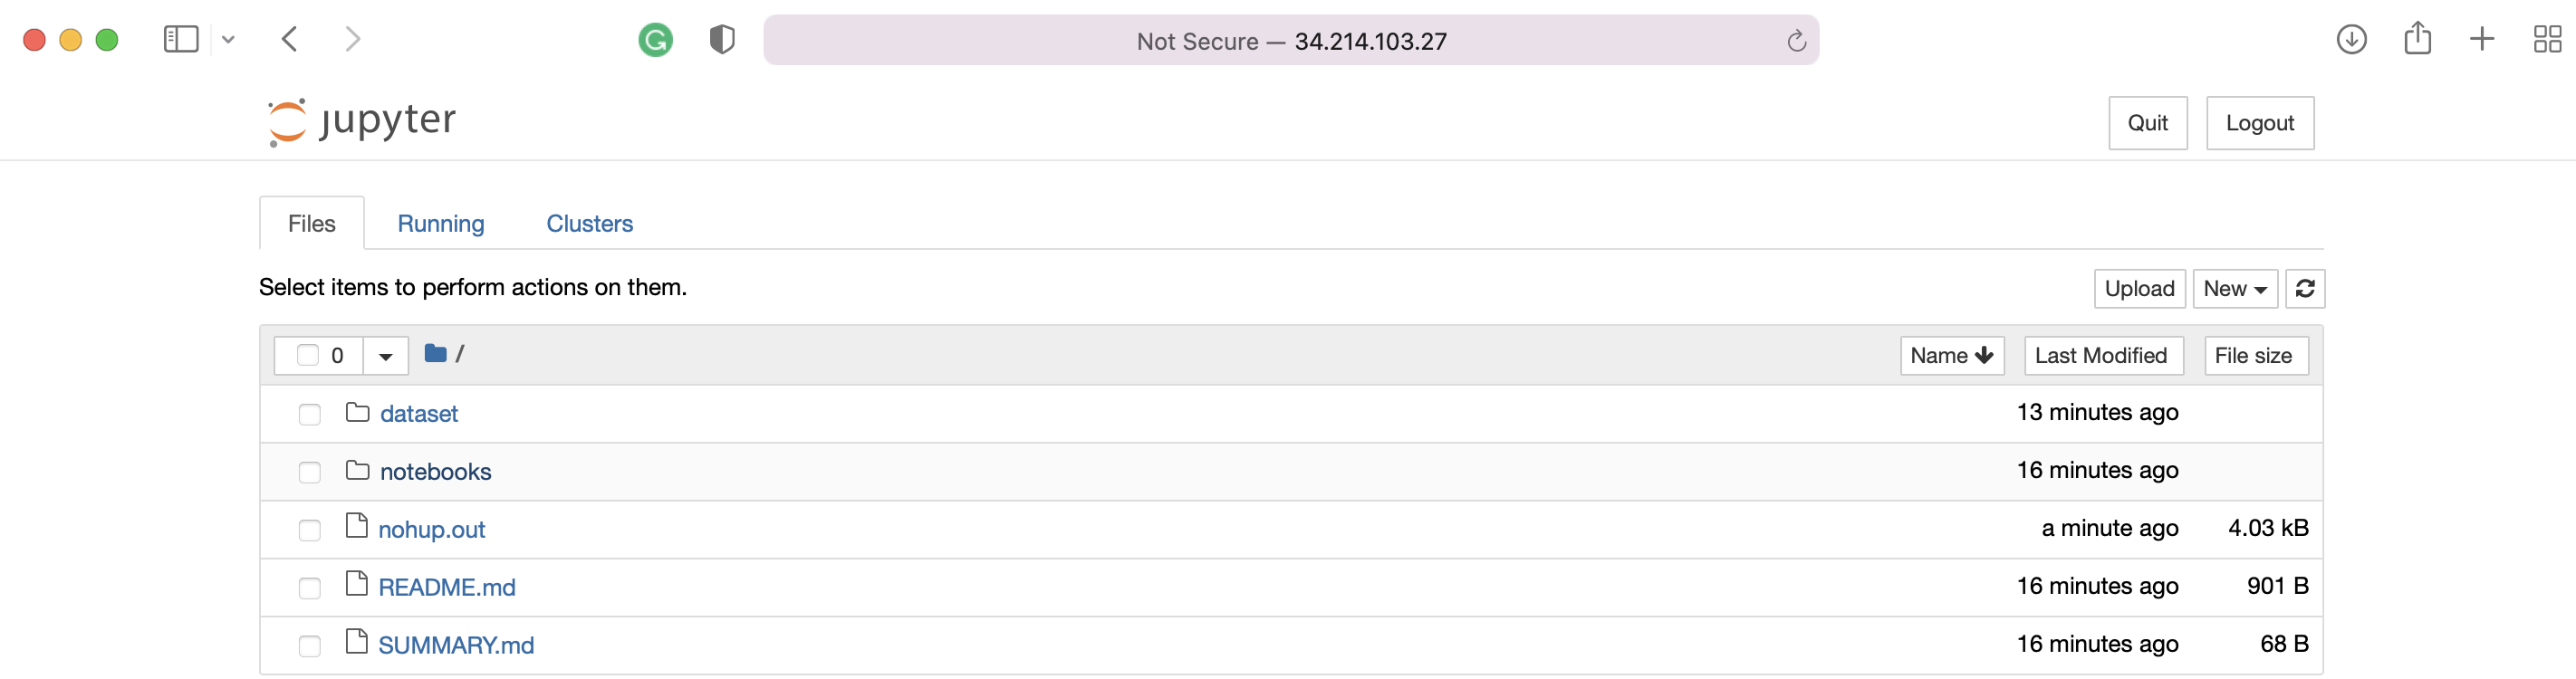 Not Secure — 34.214.103.27
jupyter
Quit
Logout
Files
Running
Clusters
Select items to perform actions on them.
Upload
New
0
/
Name
Last Modified
File size
dataset
13 minutes ago
notebooks
16 minutes ago
nohup.out
a minute ago
4.03 kB
README.md
16 minutes ago
901 B
SUMMARY.md
16 minutes ago
68 B